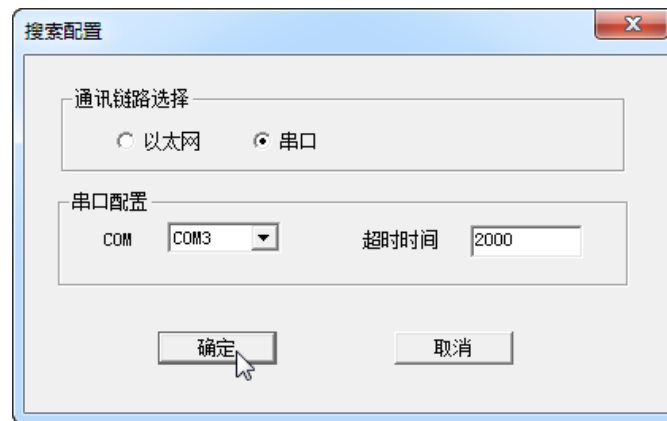 搜索配置
通讯链路选择
以太网 串口
串口配置
COM COM3 超时时间 2000
确定 取消